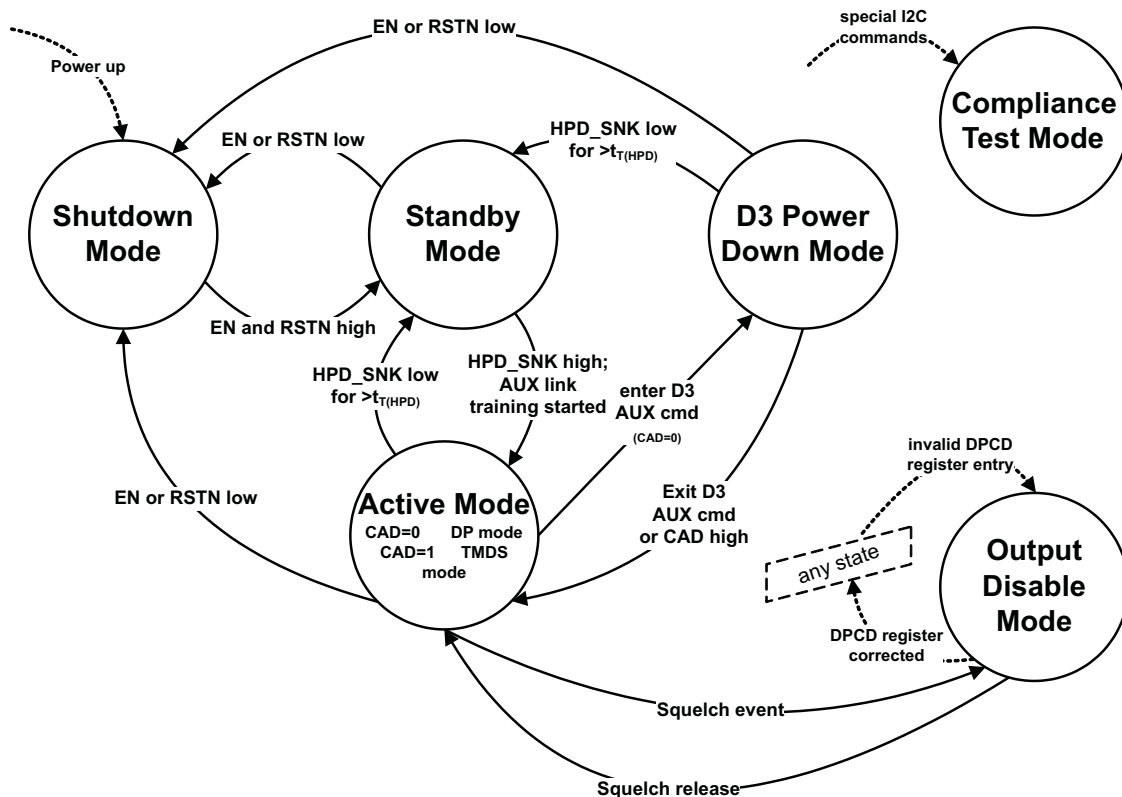 EN or RSTN low
special I2C
commands
Power up
Compliance
Test Mode
EN or RSTN low
HPD_SNK low
for >tT(HPD)
Shutdown
Mode
Standby
Mode
D3 Power
Down Mode
EN and RSTN high
HPD_SNK low
for >tT(HPD)
HPD_SNK high;
AUX link
training started
enter D3
AUX cmd
(CAD=0)
invalid DPCD
register entry
EN or RSTN low
Active Mode
CAD=0 DP mode
CAD=1 TMDS
mode
Exit D3
AUX cmd
or CAD high
any state
Output
Disable
Mode
DPCD register
corrected
Squelch event
Squelch release